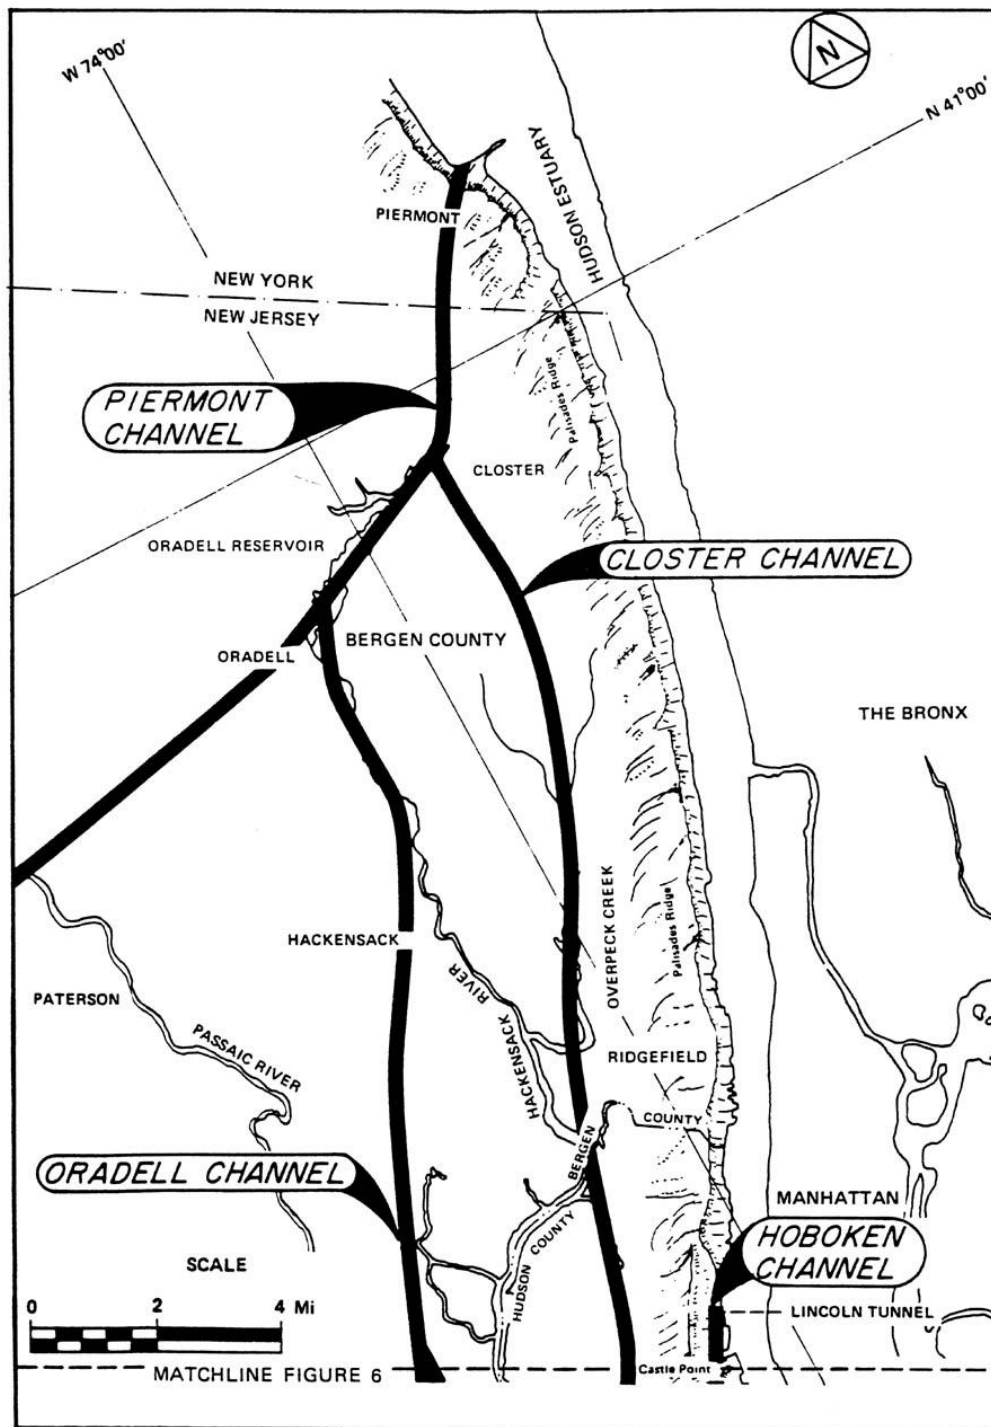 W 74°00'
N
N 41°00'
HUDSON ESTUARY
PIERMONT
NEW YORK
NEW JERSEY
Palisades Ridge
PIERMONT
CHANNEL
CLOSTER
ORADELL RESERVOIR
CLOSTER CHANNEL
BERGEN COUNTY
ORADELL
THE BRONX
OVERPECK CREEK
Palisades Ridge
HACKENSACK
RIVER
HACKENSACK
PATERSON
PASSAIC RIVER
RIDGEFIELD
BERGEN
COUNTY
ORADELL CHANNEL
HUDSON
COUNTY
MANHATTAN
HOBOKEN
CHANNEL
SCALE
0 2 4 Mi
LINCOLN TUNNEL
MATCHLINE FIGURE 6
Castle Point